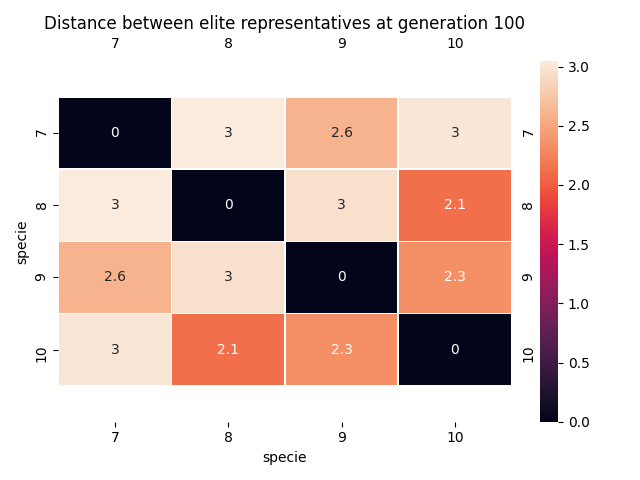 Distance between elite representatives at generation 100
7 8 9 10
7 0 3 2.6 3 7
8 3 0 3 2.1 8
9 2.6 3 0 2.3 9
10 3 2.1 2.3 0 10
specie
7 8 9 10
specie
3.0
2.5
2.0
1.5
1.0
0.5
0.0